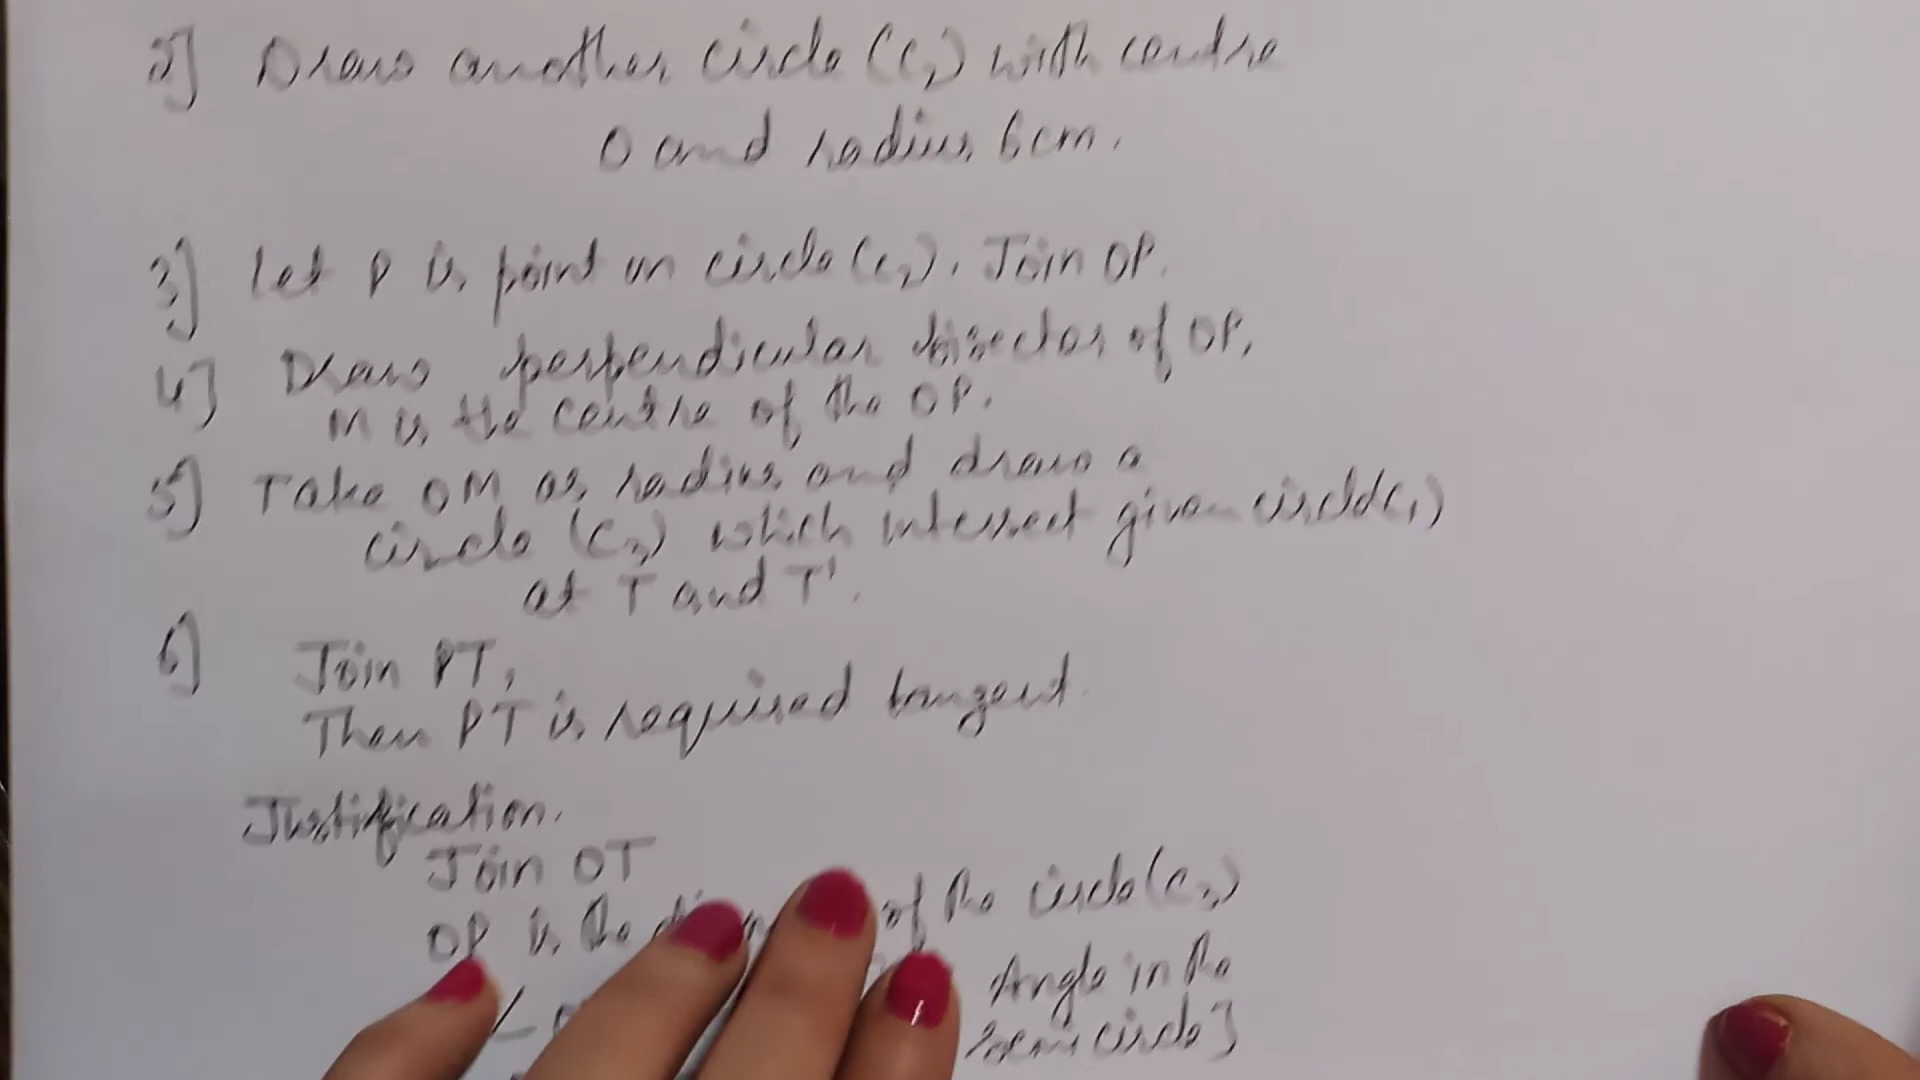 2] Draw another circle (C₂) with centre
O and radius 6cm.
3] Let P is point on circle (C₂). Join OP.
4] Draw perpendicular bisector of OP,
M is the centre of the OP.
5] Take OM as radius and draw a
circle (C₃) which intersect given circle (C₁)
at T and T'.
6] Join PT,
Then PT is required tangent.
Justification.
Join OT
OP is the of the circle (C₃)
∠ Angle in the
semi circle]